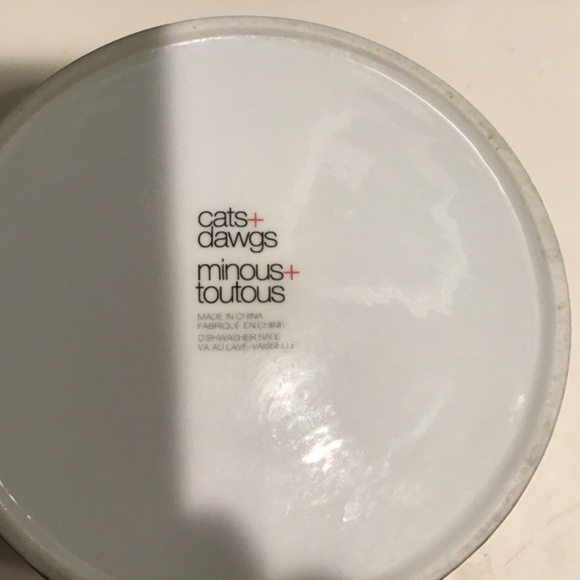 cats+
dawgs
minous+
toutous
MADE IN CHINA
FABRIQUÉ EN CHINE
DISHWASHER SAFE
VA AU LAVE-VAISSELLE